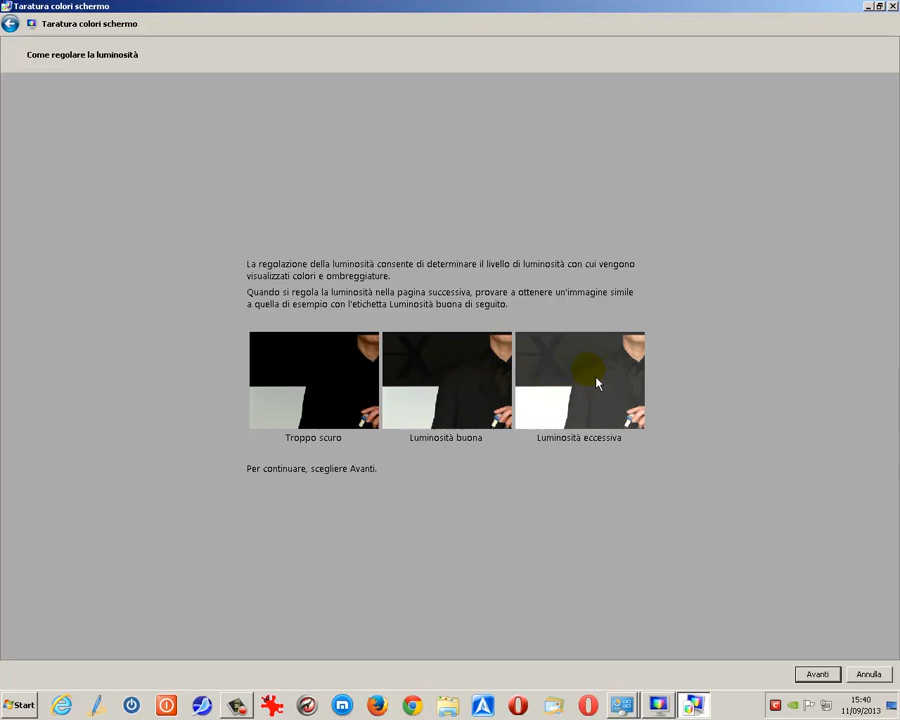 Taratura colori schermo
Taratura colori schermo
Come regolare la luminosità
La regolazione della luminosità consente di determinare il livello di luminosità con cui vengono
visualizzati colori e ombreggiature.
Quando si regola la luminosità nella pagina successiva, provare a ottenere un'immagine simile
a quella di esempio con l'etichetta Luminosità buona di seguito.
X X
Troppo scuro Luminosità buona Luminosità eccessiva
Per continuare, scegliere Avanti.
Avanti Annulla
Start 15:40
11/09/2013